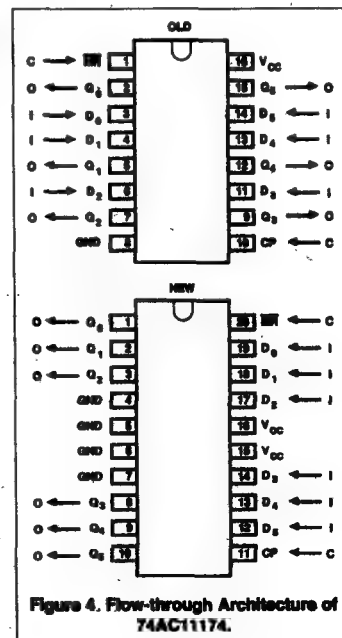 OLD
C MR 1 16 VCC
O Q0 2 15 Q5 O
I D0 3 14 D5 I
I D1 4 13 D4 I
O Q1 5 12 Q4 O
I D2 6 11 D3 I
O Q2 7 9 Q3 O
GND 8 10 CP C
NEW
O Q0 1 20 MR C
O Q1 2 19 D0 I
O Q2 3 18 D1 I
GND 4 17 D2 I
GND 5 16 VCC
GND 6 15 VCC
GND 7 14 D3 I
O Q3 8 13 D4 I
O Q4 9 12 D5 I
O Q5 10 11 CP C
Figure 4. Flow-through Architecture of
74AC11174.